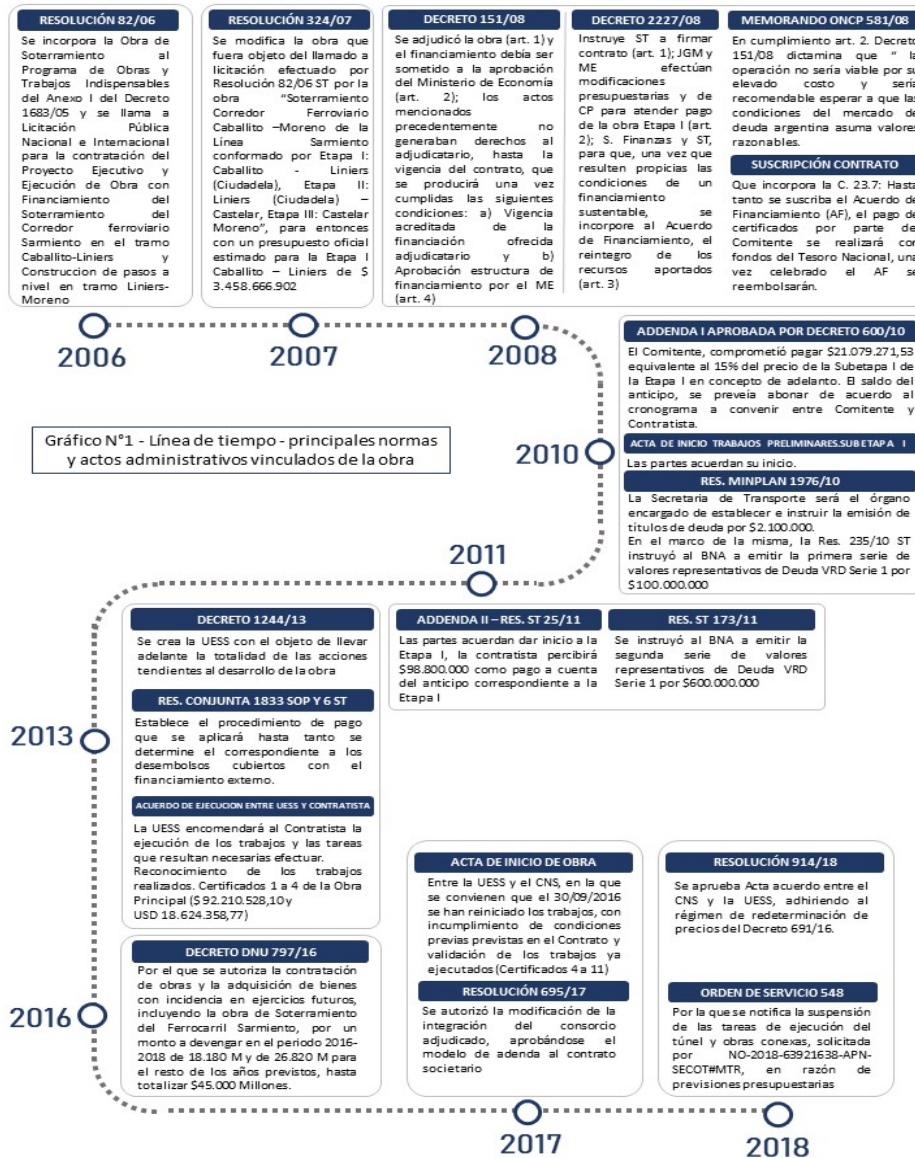 RESOLUCIÓN 82/06
Se incorpora la Obra de
Soterramiento al
Programa de Obras y
Trabajos Indispensables
del Anexo I del Decreto
1683/05 y se llama a
Licitación Pública
Nacional e Internacional
para la contratación del
Proyecto Ejecutivo y
Ejecución de Obra con
Financiamiento del
Soterramiento del
Corredor ferroviario
Sarmiento en el tramo
Caballito-Liniers y
Construccion de pasos a
nivel en tramo Liniers-
Moreno
RESOLUCIÓN 324/07
Se modifica la obra que
fuera objeto del llamado a
licitación efectuado por
Resolución 82/06 ST por la
obra "Soterramiento
Corredor Ferroviario
Caballito –Moreno de la
Línea Sarmiento
conformado por Etapa I:
Caballito - Liniers
(Ciudadela), Etapa II:
Liniers (Ciudadela) –
Castelar, Etapa III: Castelar
Moreno", para entonces
con un presupuesto oficial
estimado para la Etapa I
Caballito – Liniers de $
3.458.666.902
DECRETO 151/08
Se adjudicó la obra (art. 1) y
el financiamiento debía ser
sometido a la aprobación
del Ministerio de Economía
(art. 2); los actos
mencionados
precedentemente no
generaban derechos al
adjudicatario, hasta la
vigencia del contrato, que
se producirá una vez
cumplidas las siguientes
condiciones: a) Vigencia
acreditada de la
financiación ofrecida
adjudicatario y b)
Aprobación estructura de
financiamiento por el ME
(art. 4)
DECRETO 2227/08
Instruye ST a firmar
contrato (art. 1); JGM y
ME efectúan
modificaciones
presupuestarias y de
CP para atender pago
de la obra Etapa I (art.
2); S. Finanzas y ST,
para que, una vez que
resulten propicias las
condiciones de un
financiamiento
sustentable, se
incorpore al Acuerdo
de Financiamiento, el
reintegro de los
recursos aportados
(art. 3)
MEMORANDO ONCP 581/08
En cumplimiento art. 2. Decreto
151/08 dictamina que " la
operación no sería viable por su
elevado costo y sería
recomendable esperar a que las
condiciones del mercado de
deuda argentina asuma valores
razonables.
SUSCRIPCIÓN CONTRATO
Que incorpora la C. 23.7: Hasta
tanto se suscriba el Acuerdo de
Financiamiento (AF), el pago de
certificados por parte del
Comitente se realizará con
fondos del Tesoro Nacional, una
vez celebrado el AF se
reembolsarán.
2006
2007
2008
Gráfico N°1 - Línea de tiempo - principales normas
y actos administrativos vinculados de la obra
2010
ADDENDA I APROBADA POR DECRETO 600/10
El Comitente, comprometió pagar $21.079.271,53
equivalente al 15% del precio de la Subetapa I de
la Etapa I en concepto de adelanto. El saldo del
anticipo, se preveía abonar de acuerdo al
cronograma a convenir entre Comitente y
Contratista.
ACTA DE INICIO TRABAJOS PRELIMINARES.SUBETAPA I
Las partes acuerdan su inicio.
RES. MINPLAN 1976/10
La Secretaria de Transporte será el órgano
encargado de establecer e instruir la emisión de
títulos de deuda por $2.100.000.
En el marco de la misma, la Res. 235/10 ST
instruyó al BNA a emitir la primera serie de
valores representativos de Deuda VRD Serie 1 por
$100.000.000
2011
ADDENDA II – RES. ST 25/11
Las partes acuerdan dar inicio a la
Etapa I, la contratista percibirá
$98.800.000 como pago a cuenta
del anticipo correspondiente a la
Etapa I
RES. ST 173/11
Se instruyó al BNA a emitir la
segunda serie de valores
representativos de Deuda VRD
Serie 1 por $600.000.000
2013
DECRETO 1244/13
Se crea la UESS con el objeto de llevar
adelante la totalidad de las acciones
tendientes al desarrollo de la obra
RES. CONJUNTA 1833 SOP Y 6 ST
Establece el procedimiento de pago
que se aplicará hasta tanto se
determine el correspondiente a los
desembolsos cubiertos con el
financiamiento externo.
ACUERDO DE EJECUCION ENTRE UESS Y CONTRATISTA
La UESS encomendará al Contratista la
ejecución de los trabajos y las tareas
que resultan necesarias efectuar.
Reconocimiento de los trabajos
realizados. Certificados 1 a 4 de la Obra
Principal ($ 92.210.528,10 y
USD 18.624.358,77)
2016
DECRETO DNU 797/16
Por el que se autoriza la contratación
de obras y la adquisición de bienes
con incidencia en ejercicios futuros,
incluyendo la obra de Soterramiento
del Ferrocarril Sarmiento, por un
monto a devengar en el periodo 2016-
2018 de 18.180 M y de 26.820 M para
el resto de los años previstos, hasta
totalizar $45.000 Millones.
ACTA DE INICIO DE OBRA
Entre la UESS y el CNS, en la que
se convienen que el 30/09/2016
se han reiniciado los trabajos, con
incumplimiento de condiciones
previas previstas en el Contrato y
validación de los trabajos ya
ejecutados (Certificados 4 a 11)
RESOLUCIÓN 695/17
Se autorizó la modificación de la
integración del consorcio
adjudicado, aprobándose el
modelo de adenda al contrato
societario
RESOLUCIÓN 914/18
Se aprueba Acta acuerdo entre el
CNS y la UESS, adhiriendo al
régimen de redeterminación de
precios del Decreto 691/16.
ORDEN DE SERVICIO 548
Por la que se notifica la suspensión
de las tareas de ejecución del
túnel y obras conexas, solicitada
por NO-2018-63921638-APN-
SECOT#MTR, en razón de
previsiones presupuestarias
2017
2018